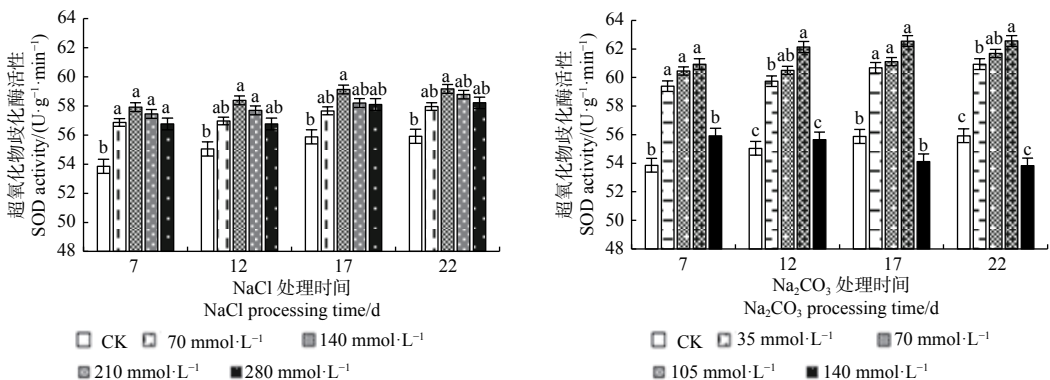 超氧化物歧化酶活性
SOD activity/(U·g⁻¹·min⁻¹)
64
62
60
58
56
54
52
50
48
b a a a a
b ab a ab ab
b ab a ab ab
b ab a ab ab
7 12 17 22
NaCl 处理时间
NaCl processing time/d
CK 70 mmol·L⁻¹ 140 mmol·L⁻¹
210 mmol·L⁻¹ 280 mmol·L⁻¹
超氧化物歧化酶活性
SOD activity/(U·g⁻¹·min⁻¹)
64
62
60
58
56
54
52
50
48
b a a a b
c b b a c
b a a a b
c b ab a c
7 12 17 22
Na₂CO₃ 处理时间
Na₂CO₃ processing time/d
CK 35 mmol·L⁻¹ 70 mmol·L⁻¹
105 mmol·L⁻¹ 140 mmol·L⁻¹